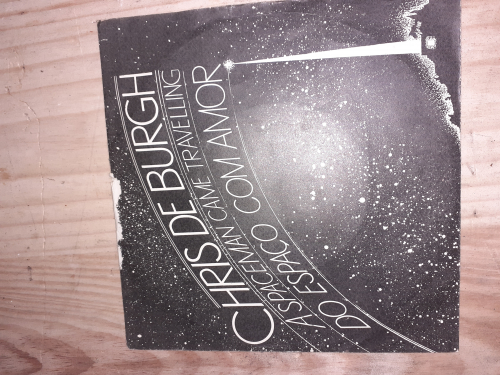 CHRIS DE BURGH
A SPACEMAN CAME TRAVELLING
DO ESPAÇO COM AMOR